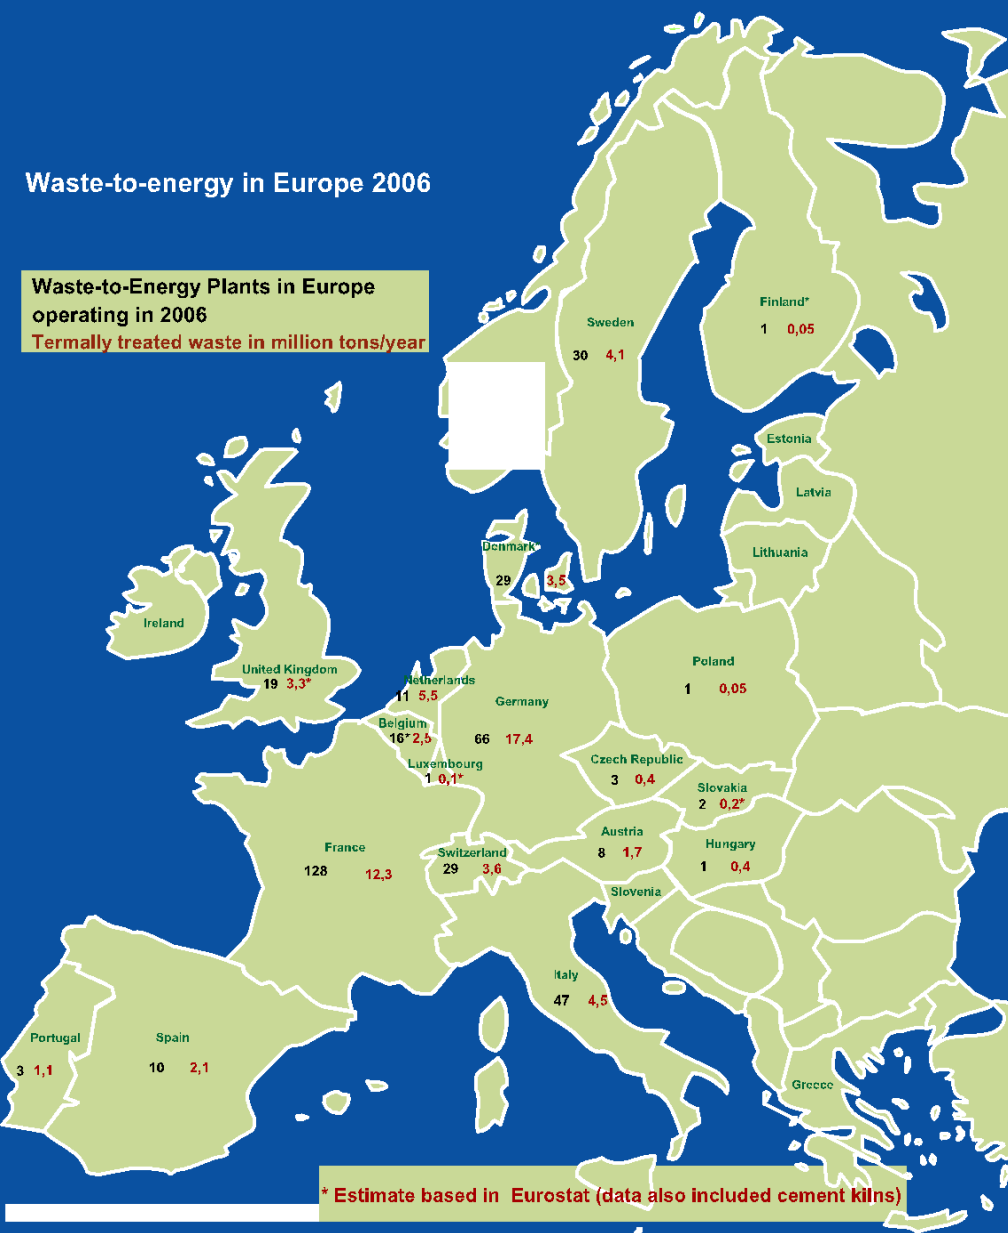 Waste-to-energy in Europe 2006
Waste-to-Energy Plants in Europe
operating in 2006
Termally treated waste in million tons/year
Finland*
1 0,05
Sweden
30 4,1
Estonia
Latvia
Lithuania
Denmark*
29 3,5
Ireland
United Kingdom
19 3,3*
Netherlands
11 5,5
Poland
1 0,05
Germany
66 17,4
Belgium
16* 2,5
Luxembourg
1 0,1*
Czech Republic
3 0,4
Slovakia
2 0,2*
Austria
8 1,7
Hungary
1 0,4
France
128 12,3
Switzerland
29 3,6
Slovenia
Italy
47 4,5
Portugal
3 1,1
Spain
10 2,1
Greece
* Estimate based in Eurostat (data also included cement kilns)